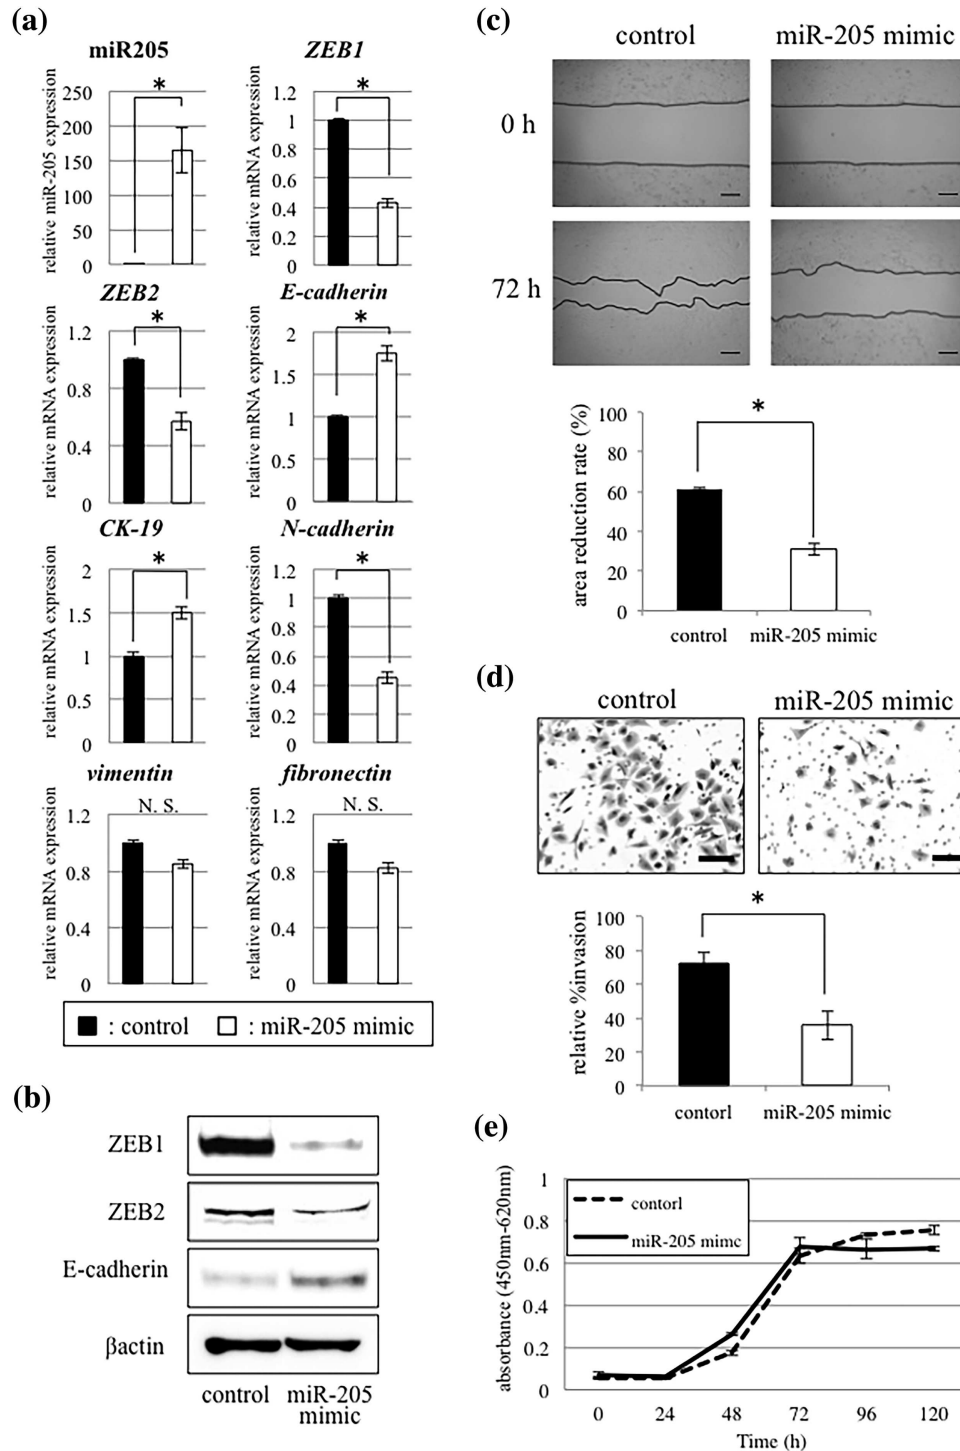 (a)
miR205
relative miR-205 expression
250
200
150
100
50
0
*
ZEB1
relative mRNA expression
1.2
1
0.8
0.6
0.4
0.2
0
*
ZEB2
relative mRNA expression
1.2
0.8
0.4
0
*
E-cadherin
relative mRNA expression
2
1.5
1
0.5
0
*
CK-19
relative mRNA expression
2
1.5
1
0.5
0
*
N-cadherin
relative mRNA expression
1.2
1
0.8
0.6
0.4
0.2
0
*
vimentin
relative mRNA expression
N. S.
1.2
0.8
0.4
0
fibronectin
relative mRNA expression
N. S.
1.2
0.8
0.4
0
: control : miR-205 mimic
(b)
ZEB1
ZEB2
E-cadherin
βactin
control miR-205
mimic
(c)
control miR-205 mimic
0 h
72 h
area reduction rate (%)
100
80
60
40
20
0
*
control miR-205 mimic
(d)
control miR-205 mimic
relative %invasion
100
80
60
40
20
0
*
contorl miR-205 mimic
(e)
absorbance (450nm-620nm)
1
0.8
0.6
0.4
0.2
0
contorl
miR-205 mimc
0 24 48 72 96 120
Time (h)